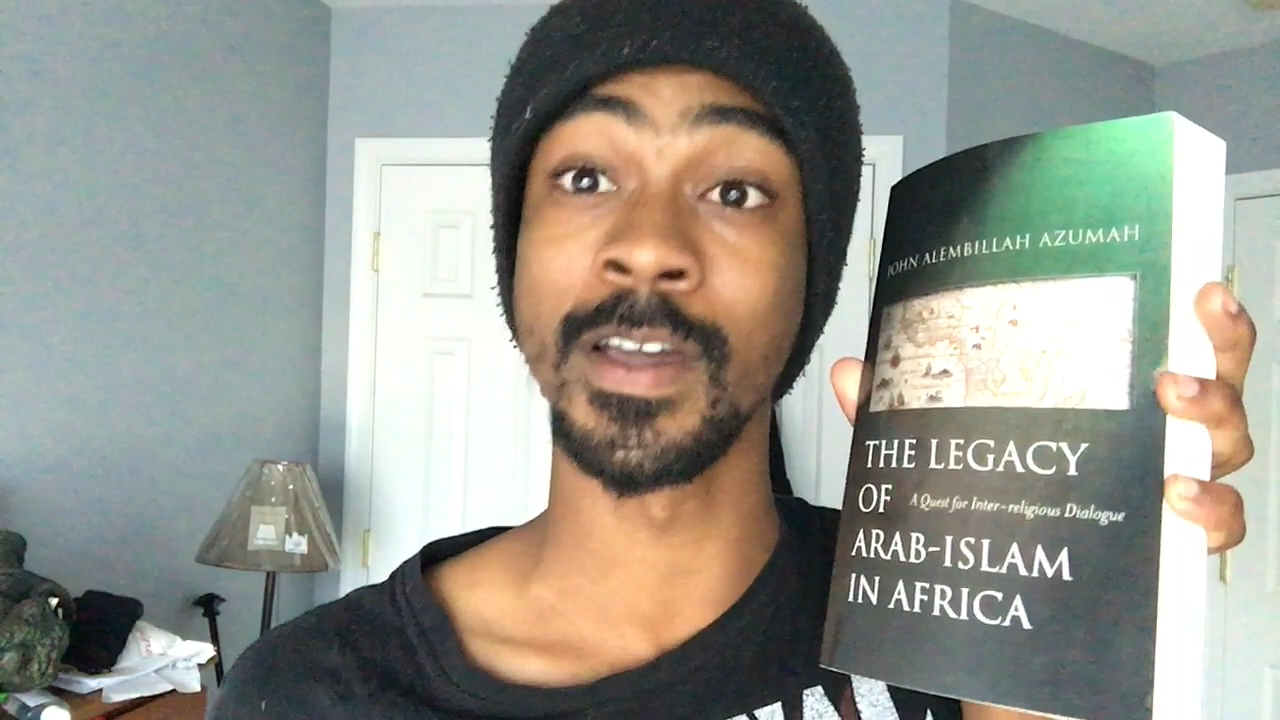 JOHN ALEMBILLAH AZUMAH
THE LEGACY
OF A Quest for Inter-religious Dialogue
ARAB-ISLAM
IN AFRICA